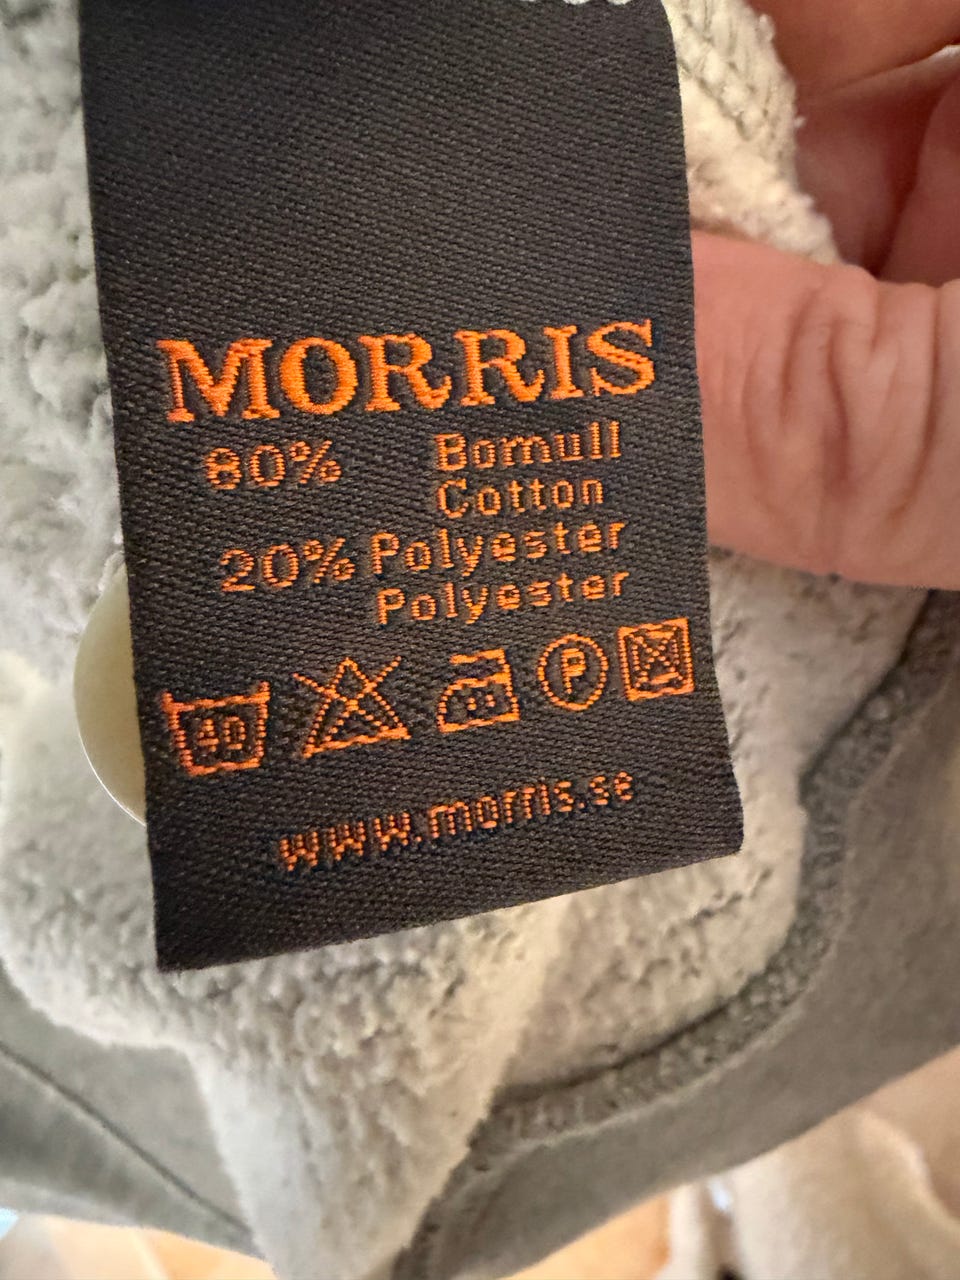 MORRIS
80% Bomull
Cotton
20% Polyester
Polyester
40 P
www.morris.se